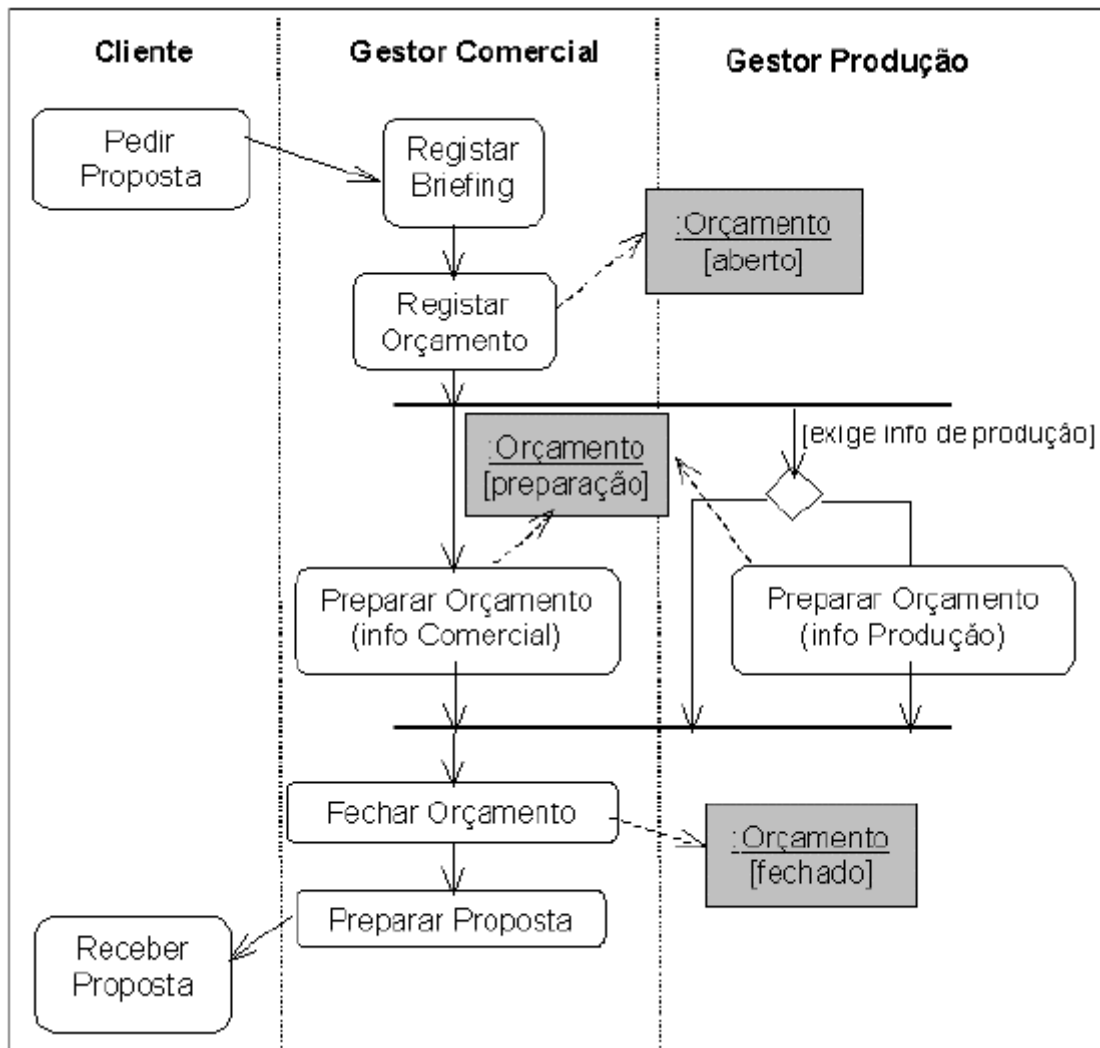 Cliente
Gestor Comercial
Gestor Produção
Pedir
Proposta
Registar
Briefing
:Orçamento
[aberto]
Registar
Orçamento
[exige info de produção]
:Orçamento
[preparação]
Preparar Orçamento
(info Comercial)
Preparar Orçamento
(info Produção)
Fechar Orçamento
:Orçamento
[fechado]
Preparar Proposta
Receber
Proposta